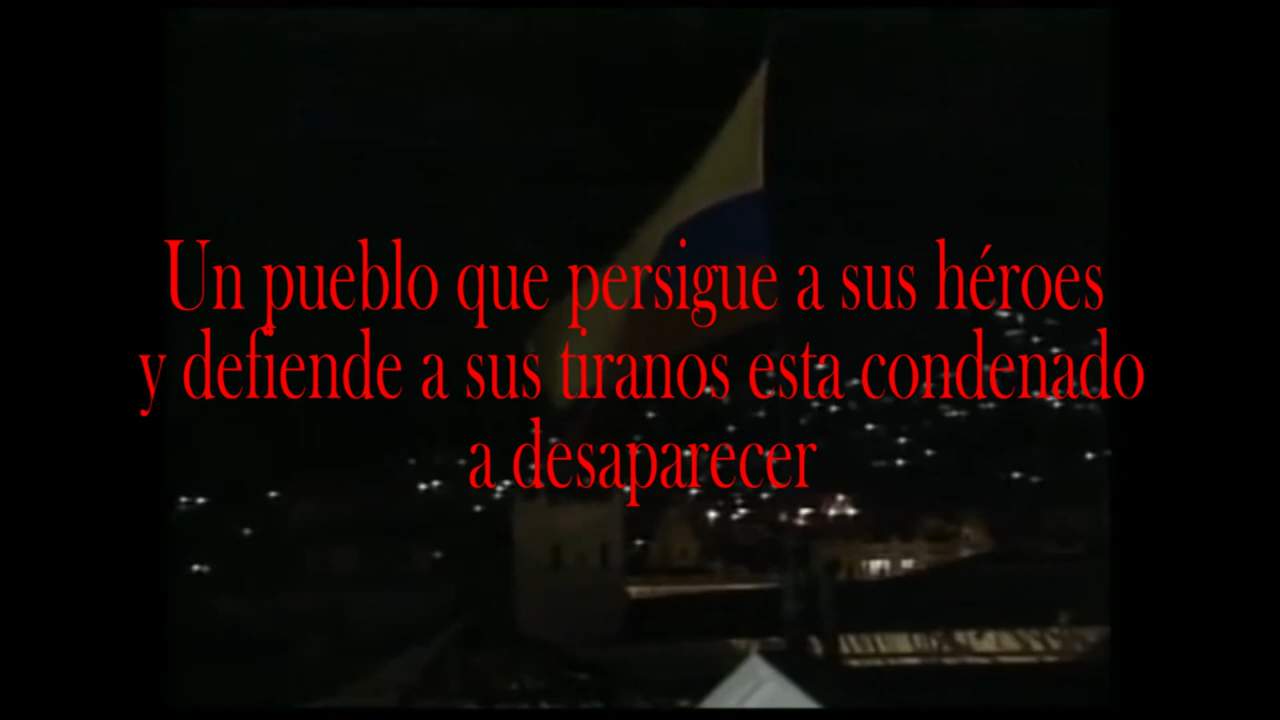 Un pueblo que persigue a sus héroes
y defiende a sus tiranos esta condenado
a desaparecer